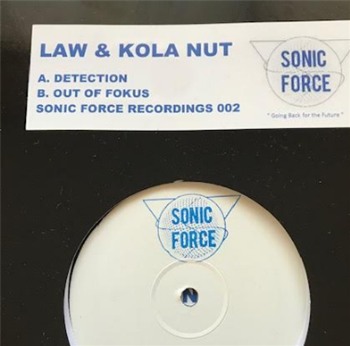 LAW & KOLA NUT
A. DETECTION
B. OUT OF FOKUS
SONIC FORCE RECORDINGS 002
SONIC
FORCE
" Going Back for the Future "
SONIC
FORCE
N